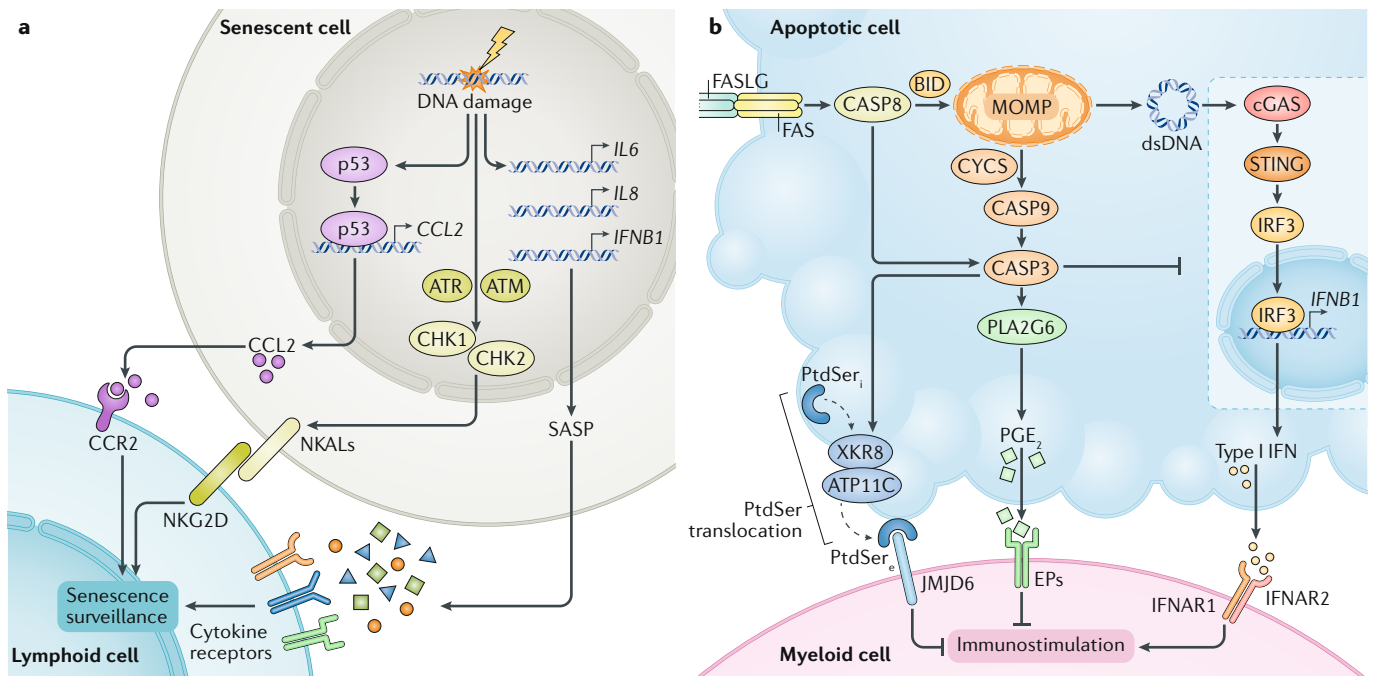 a
Senescent cell
DNA damage
p53
IL6
IL8
p53
CCL2
IFNB1
ATR
ATM
CHK1
CHK2
CCL2
CCR2
NKALs
SASP
NKG2D
Senescence
surveillance
Cytokine
receptors
Lymphoid cell
b
Apoptotic cell
FASLG
FAS
CASP8
BID
MOMP
dsDNA
cGAS
CYCS
STING
CASP9
IRF3
CASP3
PLA2G6
IRF3
IFNB1
PtdSerᵢ
XKR8
ATP11C
PGE₂
Type I IFN
PtdSer
translocation
PtdSerₑ
JMJD6
EPs
IFNAR1
IFNAR2
Immunostimulation
Myeloid cell